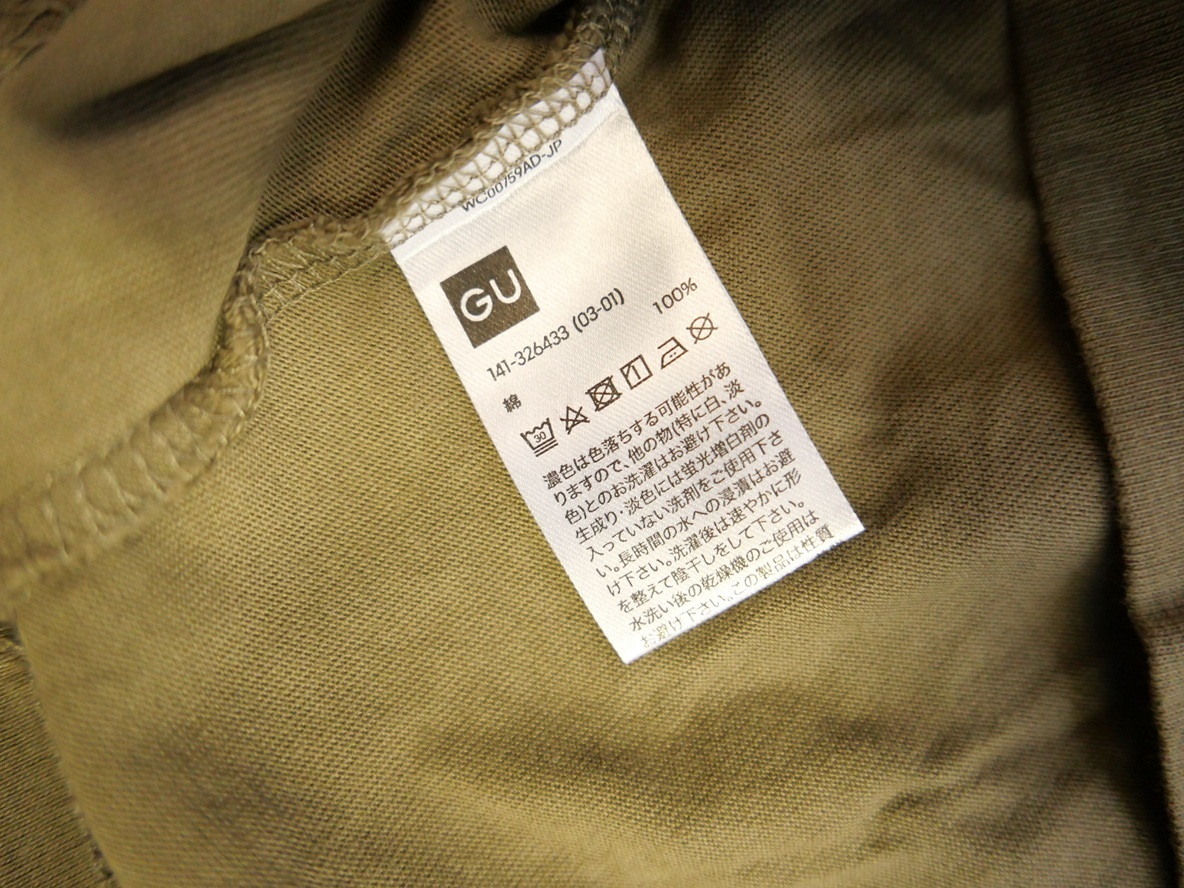 WC00759AD-JP
GU
141-326433 (03-01)
綿 100%
30
濃色は色落ちする可能性があ
りますので、他の物(特に白、淡
色)とのお洗濯はお避け下さい。
生成り・淡色には蛍光増白剤の
入っていない洗剤をご使用下さ
い。長時間の水への浸漬はお避
け下さい。洗濯後は速やかに形
を整えて陰干しをして下さい。
水洗い後の乾燥機のご使用は
お避け下さい。この製品は性質